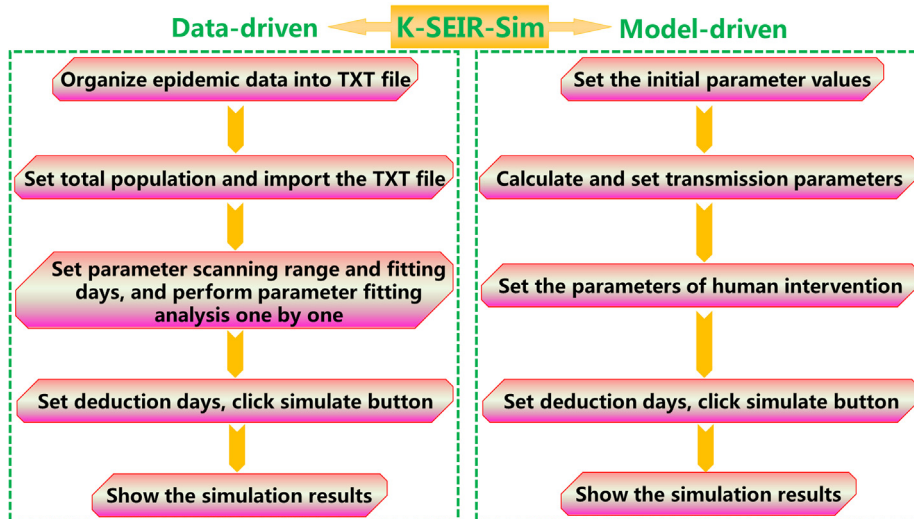 Data-driven
K-SEIR-Sim
Model-driven
Organize epidemic data into TXT file
Set total population and import the TXT file
Set parameter scanning range and fitting
days, and perform parameter fitting
analysis one by one
Set deduction days, click simulate button
Show the simulation results
Set the initial parameter values
Calculate and set transmission parameters
Set the parameters of human intervention
Set deduction days, click simulate button
Show the simulation results